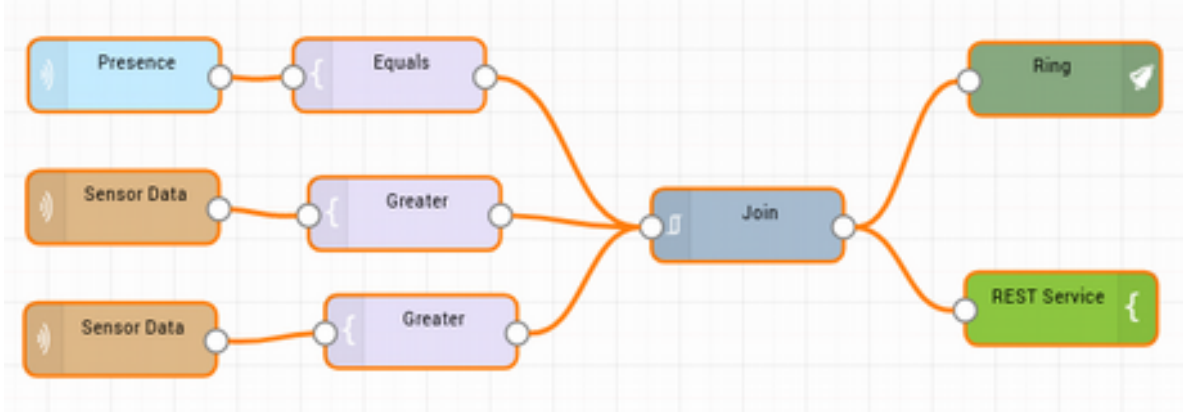 Presence
Equals
Ring
Sensor Data
Greater
Join
Sensor Data
Greater
REST Service